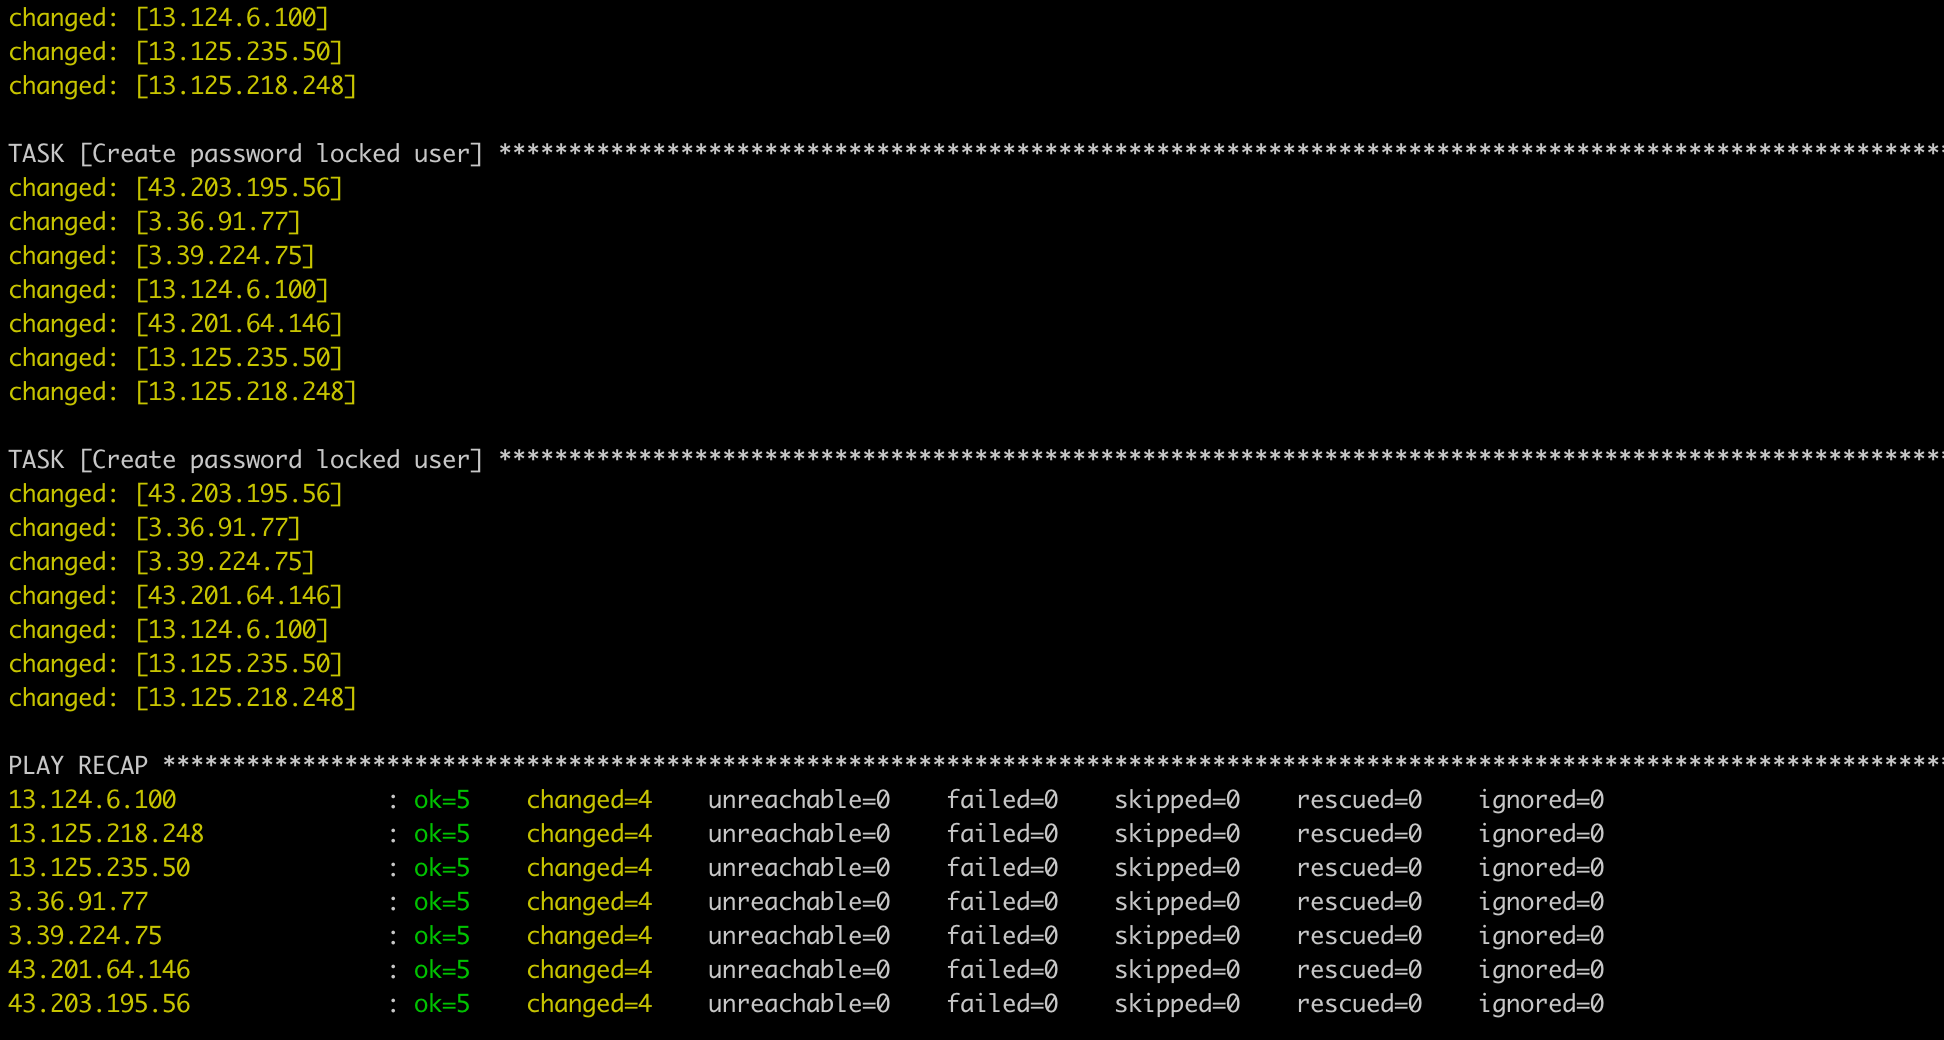 changed: [13.124.6.100]
changed: [13.125.235.50]
changed: [13.125.218.248]
TASK [Create password locked user] *******************************************************************************************************
changed: [43.203.195.56]
changed: [3.36.91.77]
changed: [3.39.224.75]
changed: [13.124.6.100]
changed: [43.201.64.146]
changed: [13.125.235.50]
changed: [13.125.218.248]
TASK [Create password locked user] *******************************************************************************************************
changed: [43.203.195.56]
changed: [3.36.91.77]
changed: [3.39.224.75]
changed: [43.201.64.146]
changed: [13.124.6.100]
changed: [13.125.235.50]
changed: [13.125.218.248]
PLAY RECAP *******************************************************************************************************************************
13.124.6.100 : ok=5 changed=4 unreachable=0 failed=0 skipped=0 rescued=0 ignored=0
13.125.218.248 : ok=5 changed=4 unreachable=0 failed=0 skipped=0 rescued=0 ignored=0
13.125.235.50 : ok=5 changed=4 unreachable=0 failed=0 skipped=0 rescued=0 ignored=0
3.36.91.77 : ok=5 changed=4 unreachable=0 failed=0 skipped=0 rescued=0 ignored=0
3.39.224.75 : ok=5 changed=4 unreachable=0 failed=0 skipped=0 rescued=0 ignored=0
43.201.64.146 : ok=5 changed=4 unreachable=0 failed=0 skipped=0 rescued=0 ignored=0
43.203.195.56 : ok=5 changed=4 unreachable=0 failed=0 skipped=0 rescued=0 ignored=0